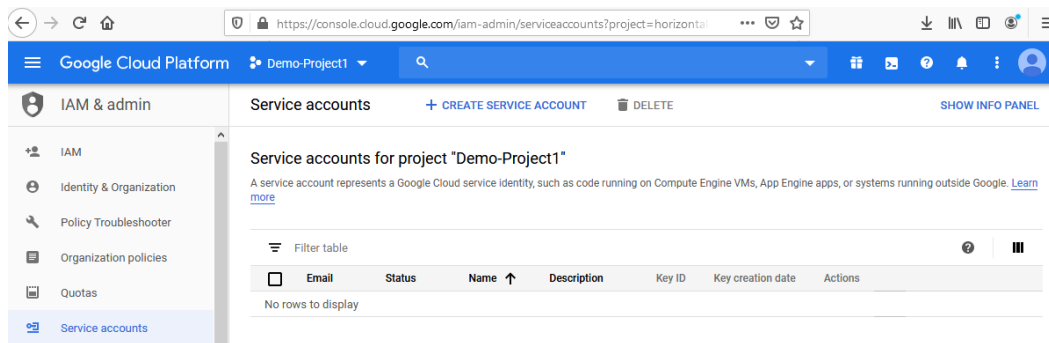 https://console.cloud.google.com/iam-admin/serviceaccounts?project=horizontal
Google Cloud Platform Demo-Project1
IAM & admin
Service accounts + CREATE SERVICE ACCOUNT DELETE SHOW INFO PANEL
IAM
Identity & Organization
Policy Troubleshooter
Organization policies
Quotas
Service accounts
Service accounts for project "Demo-Project1"
A service account represents a Google Cloud service identity, such as code running on Compute Engine VMs, App Engine apps, or systems running outside Google. Learn
more
Filter table
Email Status Name Description Key ID Key creation date Actions
No rows to display